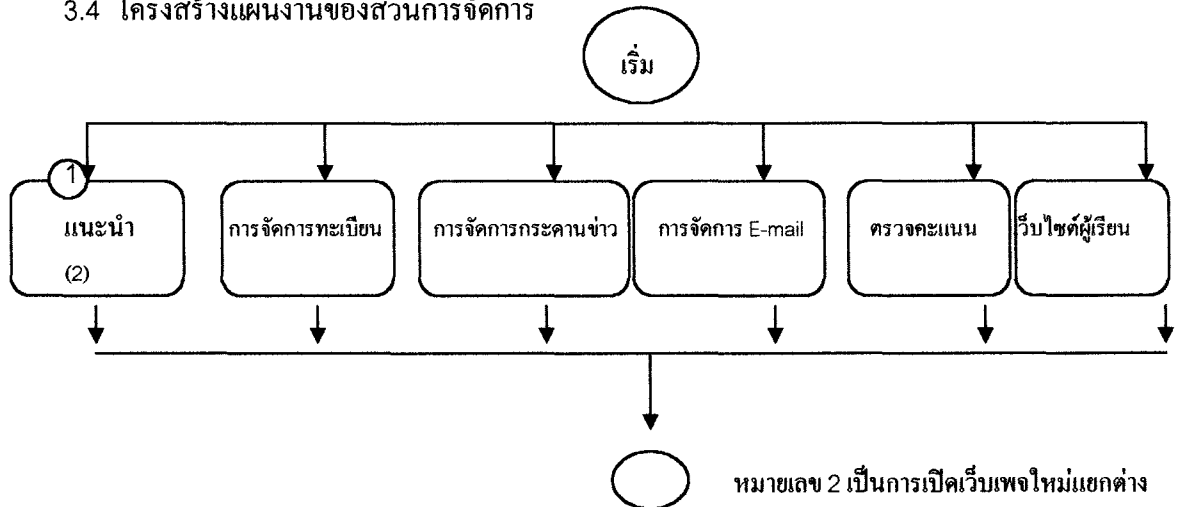 3.4 โครงสร้างแผนงานของส่วนการจัดการ
เริ่ม
1
แนะนำ
(2)
การจัดการทะเบียน
การจัดการกระดานข่าว
การจัดการ E-mail
ตรวจคะแนน
เว็บไซต์ผู้เรียน
หมายเลข 2 เป็นการเปิดเว็บเพจใหม่แยกต่าง